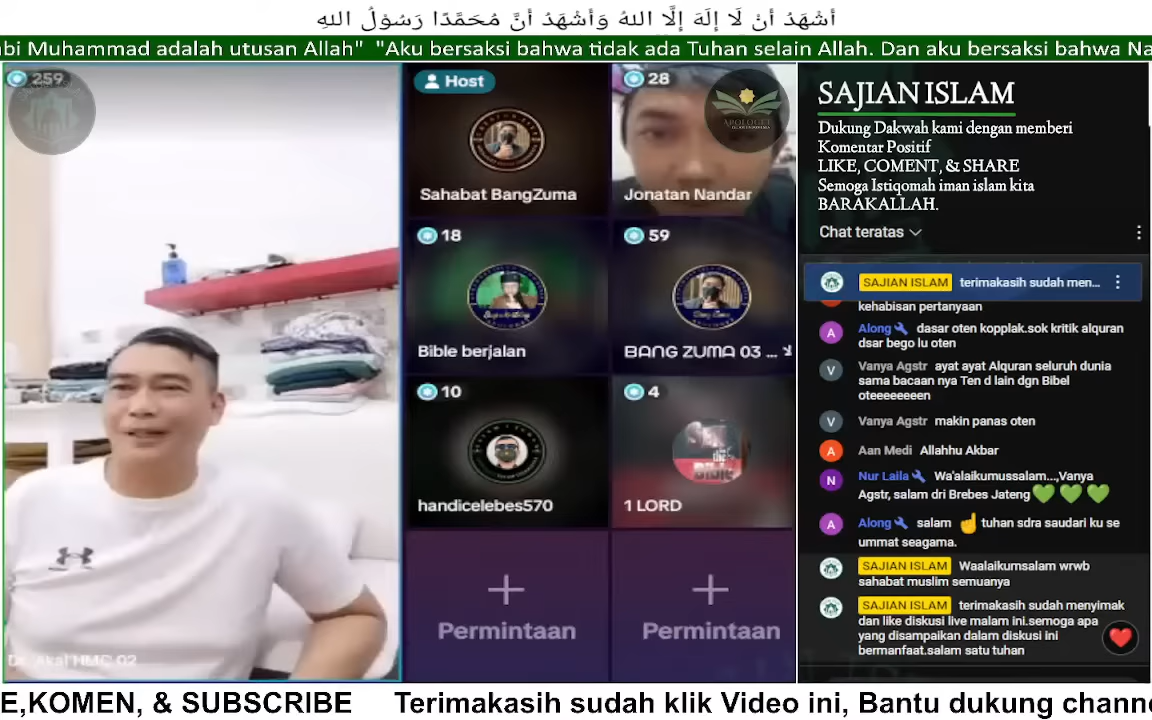 أَشْهَدُ أَنْ لَا إِلَهَ إِلَّا اللهُ وَأَشْهَدُ أَنَّ مُحَمَّدًا رَسُوْلُ اللهِ
bi Muhammad adalah utusan Allah" "Aku bersaksi bahwa tidak ada Tuhan selain Allah. Dan aku bersaksi bahwa Na
259
Dr. Akal HMC 02
Host
Sahabat BangZuma
28
Jonatan Nandar
18
Bible berjalan
59
BANG ZUMA 03 ...
10
handicelebes570
4
1 LORD
Permintaan
Permintaan
SAJIAN ISLAM
Dukung Dakwah kami dengan memberi
Komentar Positif
LIKE, COMENT, & SHARE
Semoga Istiqomah iman islam kita
BARAKALLAH.
Chat teratas
SAJIAN ISLAM terimakasih sudah men...
kehabisan pertanyaan
A Along dasar oten kopplak.sok kritik alquran
dsar bego lu oten
V Vanya Agstr ayat ayat Alquran seluruh dunia
sama bacaan nya Ten d lain dgn Bibel
oteeeeeeen
V Vanya Agstr makin panas oten
A Aan Medi Allahhu Akbar
N Nur Laila Wa'alaikumussalam...,Vanya
Agstr, salam dri Brebes Jateng 💚 💚 💚
A Along salam ☝ tuhan sdra saudari ku se
ummat seagama.
SAJIAN ISLAM Waalaikumsalam wrwb
sahabat muslim semuanya
SAJIAN ISLAM terimakasih sudah menyimak
dan like diskusi live malam ini.semoga apa
yang disampaikan dalam diskusi ini
bermanfaat.salam satu tuhan
E,KOMEN, & SUBSCRIBE Terimakasih sudah klik Video ini, Bantu dukung channe